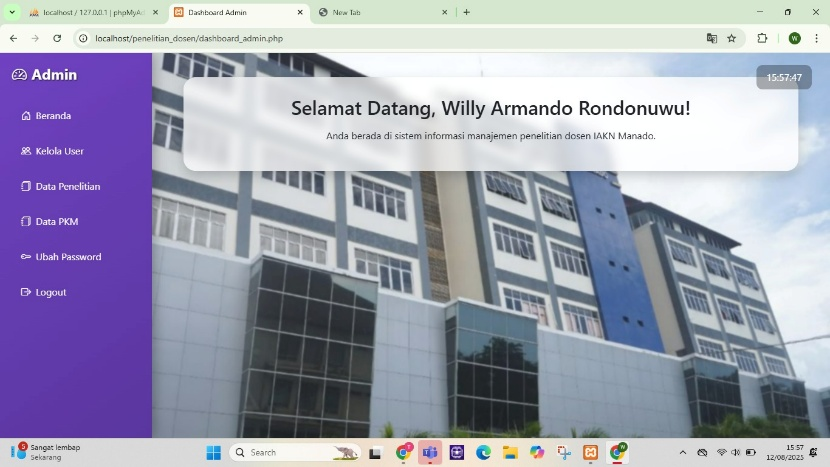 localhost / 127.0.0.1 | phpMyAd
Dashboard Admin
New Tab
localhost/penelitian_dosen/dashboard_admin.php
W
Admin
15:57:47
Selamat Datang, Willy Armando Rondonuwu!
Anda berada di sistem informasi manajemen penelitian dosen IAKN Manado.
Beranda
Kelola User
Data Penelitian
Data PKM
Ubah Password
Logout
5
Sangat lembap
Sekarang
Search
15:57
12/08/2025